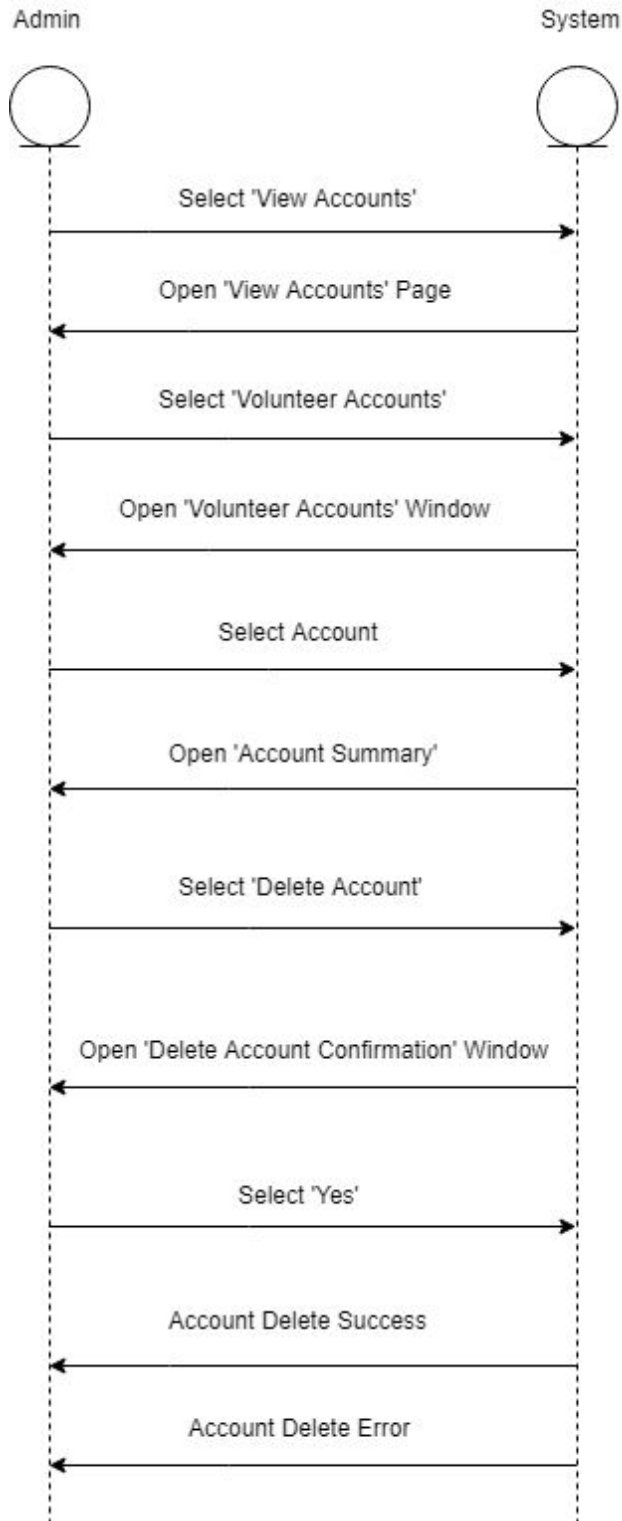 Admin
System
Select 'View Accounts'
Open 'View Accounts' Page
Select 'Volunteer Accounts'
Open 'Volunteer Accounts' Window
Select Account
Open 'Account Summary'
Select 'Delete Account'
Open 'Delete Account Confirmation' Window
Select 'Yes'
Account Delete Success
Account Delete Error